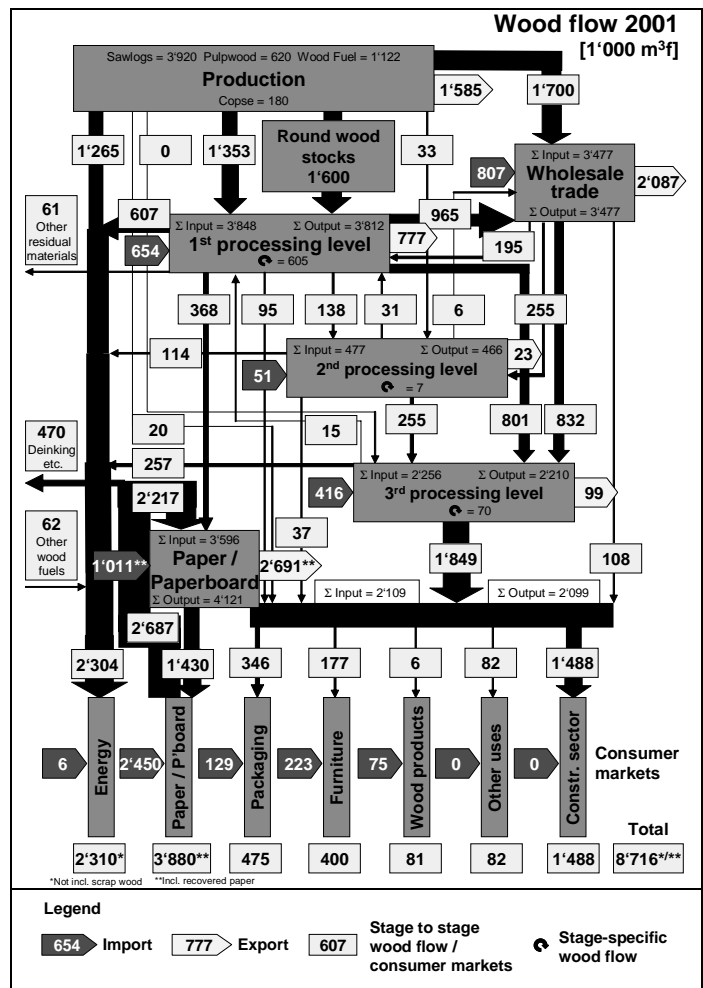 Wood flow 2001
[1‘000 m³f]
Sawlogs = 3‘920 Pulpwood = 620 Wood Fuel = 1‘122
Production
Copse = 180
1‘585
1‘700
1‘265
0
1‘353
Round wood
stocks
1‘600
33
807
Σ Input = 3‘477
Wholesale
trade
Σ Output = 3‘477
2‘087
61
Other
residual
materials
607
654
Σ Input = 3‘848 Σ Output = 3‘812
1st processing level
= 605
965
777
195
368
95
138
31
6
255
114
51
Σ Input = 477 Σ Output = 466
2nd processing level
= 7
23
470
Deinking
etc.
20
257
15
255
801
832
2‘217
416
Σ Input = 2‘256 Σ Output = 2‘210
3rd processing level
= 70
99
62
Other
wood
fuels
1‘011**
Σ Input = 3‘596
Paper /
Paperboard
Σ Output = 4‘121
2‘691**
37
1‘849
108
Σ Input = 2‘109
Σ Output = 2‘099
2‘687
2‘304
1‘430
346
177
6
82
1‘488
6
Energy
2‘450
Paper / P’board
129
Packaging
223
Furniture
75
Wood products
0
Other uses
0
Constr. sector
Consumer
markets
Total
2‘310*
3‘880**
475
400
81
82
1‘488
8‘716*/**
*Not incl. scrap wood
**Incl. recovered paper
Legend
654
Import
777
Export
607
Stage to stage
wood flow /
consumer markets
Stage-specific
wood flow